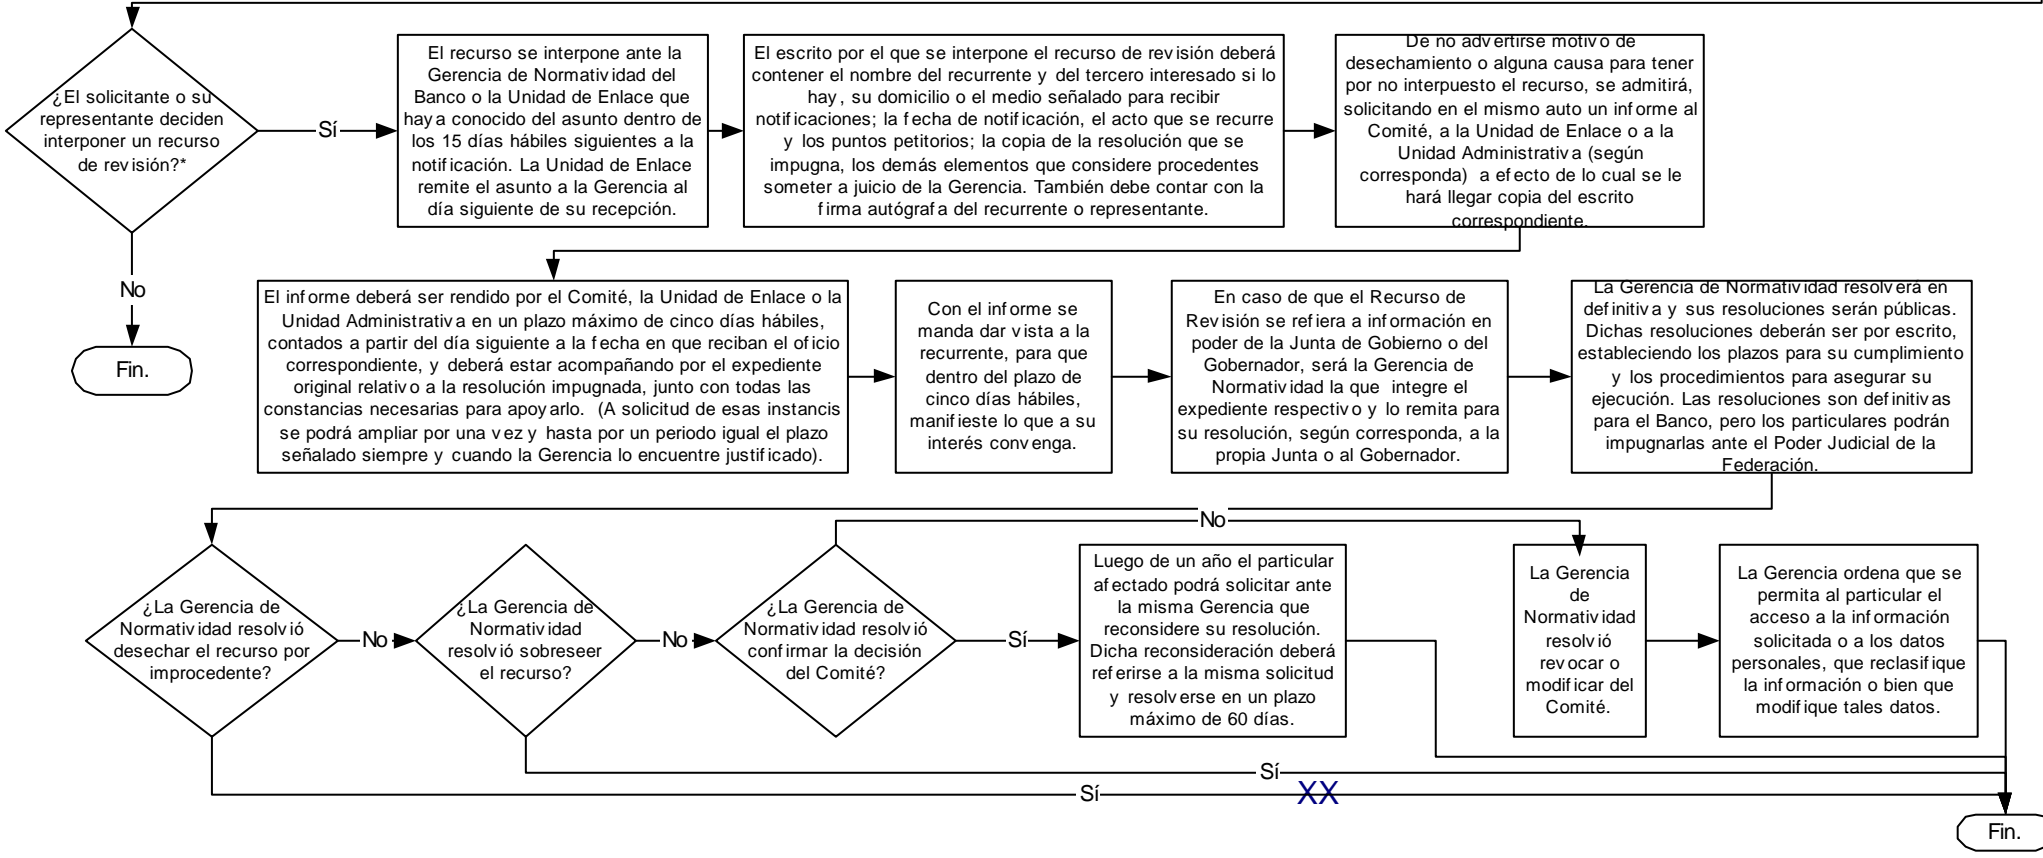 ¿El solicitante o su
representante deciden
interponer un recurso
de revisión?*
Sí
No
Fin.
El recurso se interpone ante la
Gerencia de Normatividad del
Banco o la Unidad de Enlace que
haya conocido del asunto dentro de
los 15 días hábiles siguientes a la
notificación. La Unidad de Enlace
remite el asunto a la Gerencia al
día siguiente de su recepción.
El escrito por el que se interpone el recurso de revisión deberá
contener el nombre del recurrente y del tercero interesado si lo
hay, su domicilio o el medio señalado para recibir
notificaciones; la fecha de notificación, el acto que se recurre
y los puntos petitorios; la copia de la resolución que se
impugna, los demás elementos que considere procedentes
someter a juicio de la Gerencia. También debe contar con la
firma autógrafa del recurrente o representante.
De no advertirse motivo de
desechamiento o alguna causa para tener
por no interpuesto el recurso, se admitirá,
solicitando en el mismo auto un informe al
Comité, a la Unidad de Enlace o a la
Unidad Administrativa (según
corresponda) a efecto de lo cual se le
hará llegar copia del escrito
correspondiente.
El informe deberá ser rendido por el Comité, la Unidad de Enlace o la
Unidad Administrativa en un plazo máximo de cinco días hábiles,
contados a partir del día siguiente a la fecha en que reciban el oficio
correspondiente, y deberá estar acompañando por el expediente
original relativo a la resolución impugnada, junto con todas las
constancias necesarias para apoyarlo. (A solicitud de esas instancis
se podrá ampliar por una vez y hasta por un periodo igual el plazo
señalado siempre y cuando la Gerencia lo encuentre justificado).
Con el informe se
manda dar vista a la
recurrente, para que
dentro del plazo de
cinco días hábiles,
manifieste lo que a su
interés convenga.
En caso de que el Recurso de
Revisión se refiera a información en
poder de la Junta de Gobierno o del
Gobernador, será la Gerencia de
Normatividad la que integre el
expediente respectivo y lo remita para
su resolución, según corresponda, a la
propia Junta o al Gobernador.
La Gerencia de Normatividad resolverá en
definitiva y sus resoluciones serán públicas.
Dichas resoluciones deberán ser por escrito,
estableciendo los plazos para su cumplimiento
y los procedimientos para asegurar su
ejecución. Las resoluciones son definitivas
para el Banco, pero los particulares podrán
impugnarlas ante el Poder Judicial de la
Federación.
¿La Gerencia de
Normatividad resolvió
desechar el recurso por
improcedente?
No
¿La Gerencia de
Normatividad
resolvió sobreseer
el recurso?
No
¿La Gerencia de
Normatividad resolvió
confirmar la decisión
del Comité?
No
Sí
Luego de un año el particular
afectado podrá solicitar ante
la misma Gerencia que
reconsidere su resolución.
Dicha reconsideración deberá
referirse a la misma solicitud
y resolverse en un plazo
máximo de 60 días.
La Gerencia
de
Normatividad
resolvió
revocar o
modificar del
Comité.
La Gerencia ordena que se
permita al particular el
acceso a la información
solicitada o a los datos
personales, que reclasifique
la información o bien que
modifique tales datos.
Sí
Sí
XX
Fin.